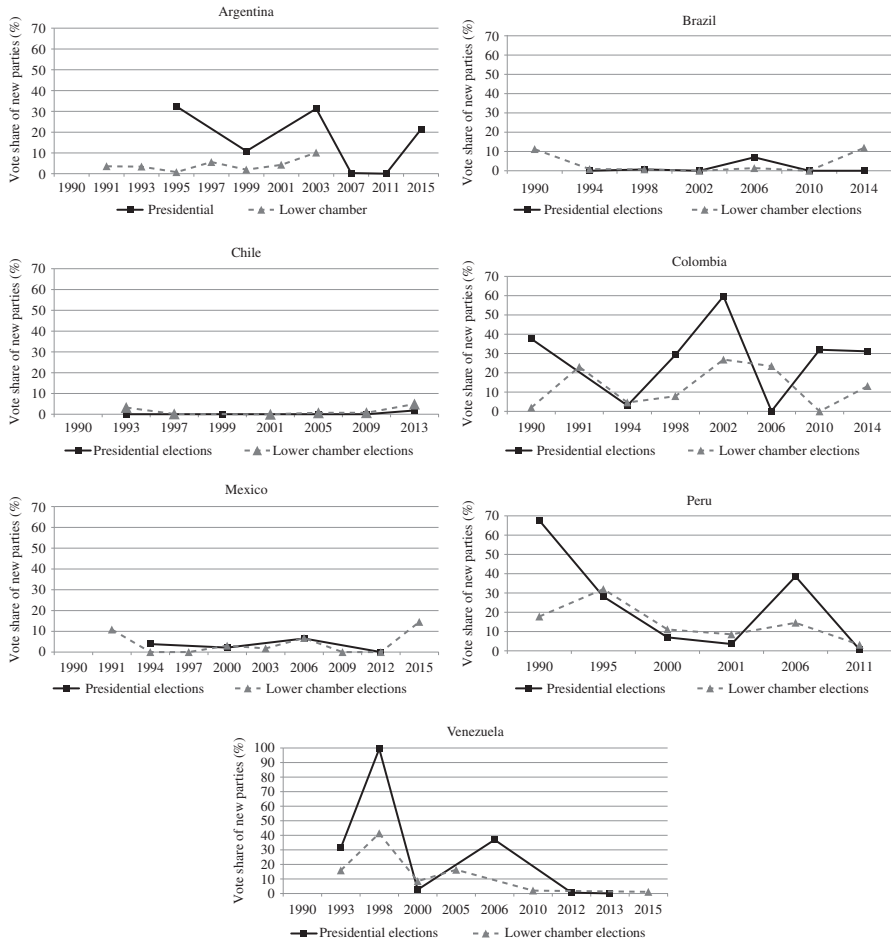 Argentina
Vote share of new parties (%)
70
60
50
40
30
20
10
0
1990 1991 1993 1995 1997 1999 2001 2003 2007 2011 2015
Presidential Lower chamber
Brazil
Vote share of new parties (%)
70
60
50
40
30
20
10
0
1990 1994 1998 2002 2006 2010 2014
Presidential elections Lower chamber elections
Chile
Vote share of new parties (%)
70
60
50
40
30
20
10
0
1990 1993 1997 1999 2001 2005 2009 2013
Presidential elections Lower chamber elections
Colombia
Vote share of new parties (%)
70
60
50
40
30
20
10
0
1990 1991 1994 1998 2002 2006 2010 2014
Presidential elections Lower chamber elections
Mexico
Vote share of new parties (%)
70
60
50
40
30
20
10
0
1990 1991 1994 1997 2000 2003 2006 2009 2012 2015
Presidential elections Lower chamber elections
Peru
Vote share of new parties (%)
70
60
50
40
30
20
10
0
1990 1995 2000 2001 2006 2011
Presidential elections Lower chamber elections
Venezuela
Vote share of new parties (%)
100
90
80
70
60
50
40
30
20
10
0
1990 1993 1998 2000 2005 2006 2010 2012 2013 2015
Presidential elections Lower chamber elections